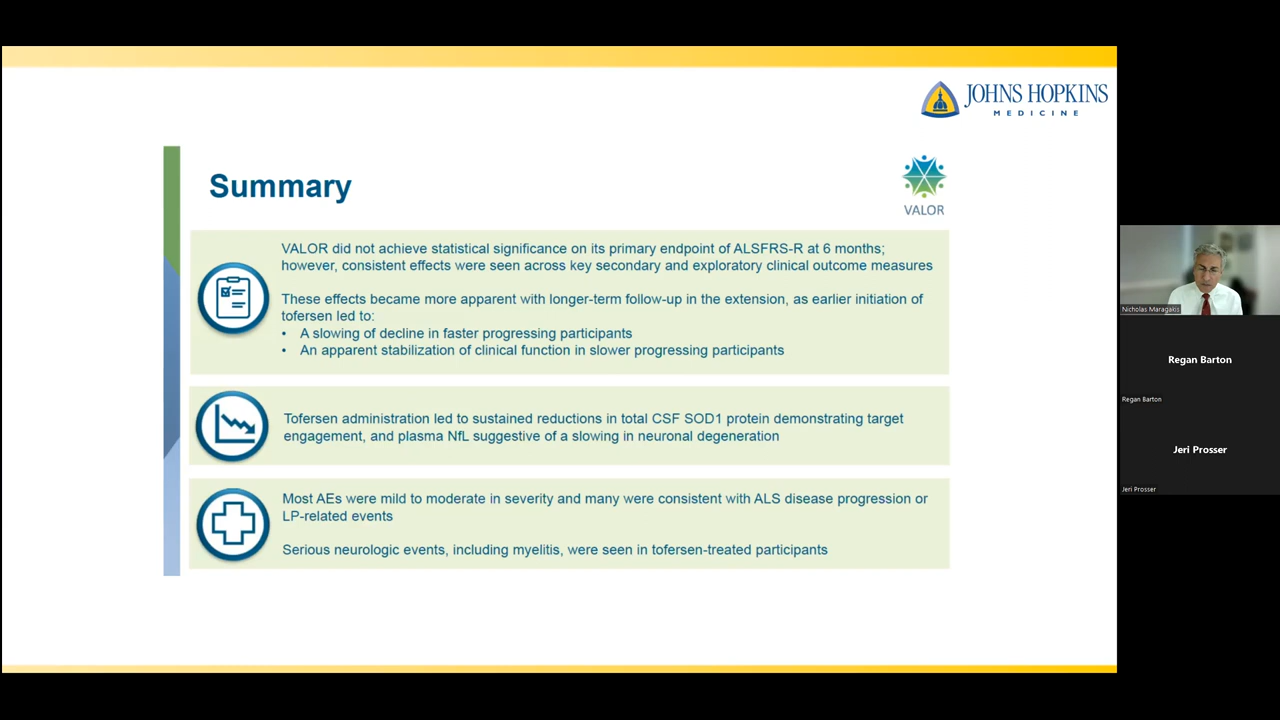 JOHNS HOPKINS
MEDICINE
Summary
VALOR
VALOR did not achieve statistical significance on its primary endpoint of ALSFRS-R at 6 months;
however, consistent effects were seen across key secondary and exploratory clinical outcome measures
These effects became more apparent with longer-term follow-up in the extension, as earlier initiation of
tofersen led to:
• A slowing of decline in faster progressing participants
• An apparent stabilization of clinical function in slower progressing participants
Tofersen administration led to sustained reductions in total CSF SOD1 protein demonstrating target
engagement, and plasma NfL suggestive of a slowing in neuronal degeneration
Most AEs were mild to moderate in severity and many were consistent with ALS disease progression or
LP-related events
Serious neurologic events, including myelitis, were seen in tofersen-treated participants
Nicholas Maragakis
Regan Barton
Regan Barton
Jeri Prosser
Jeri Prosser